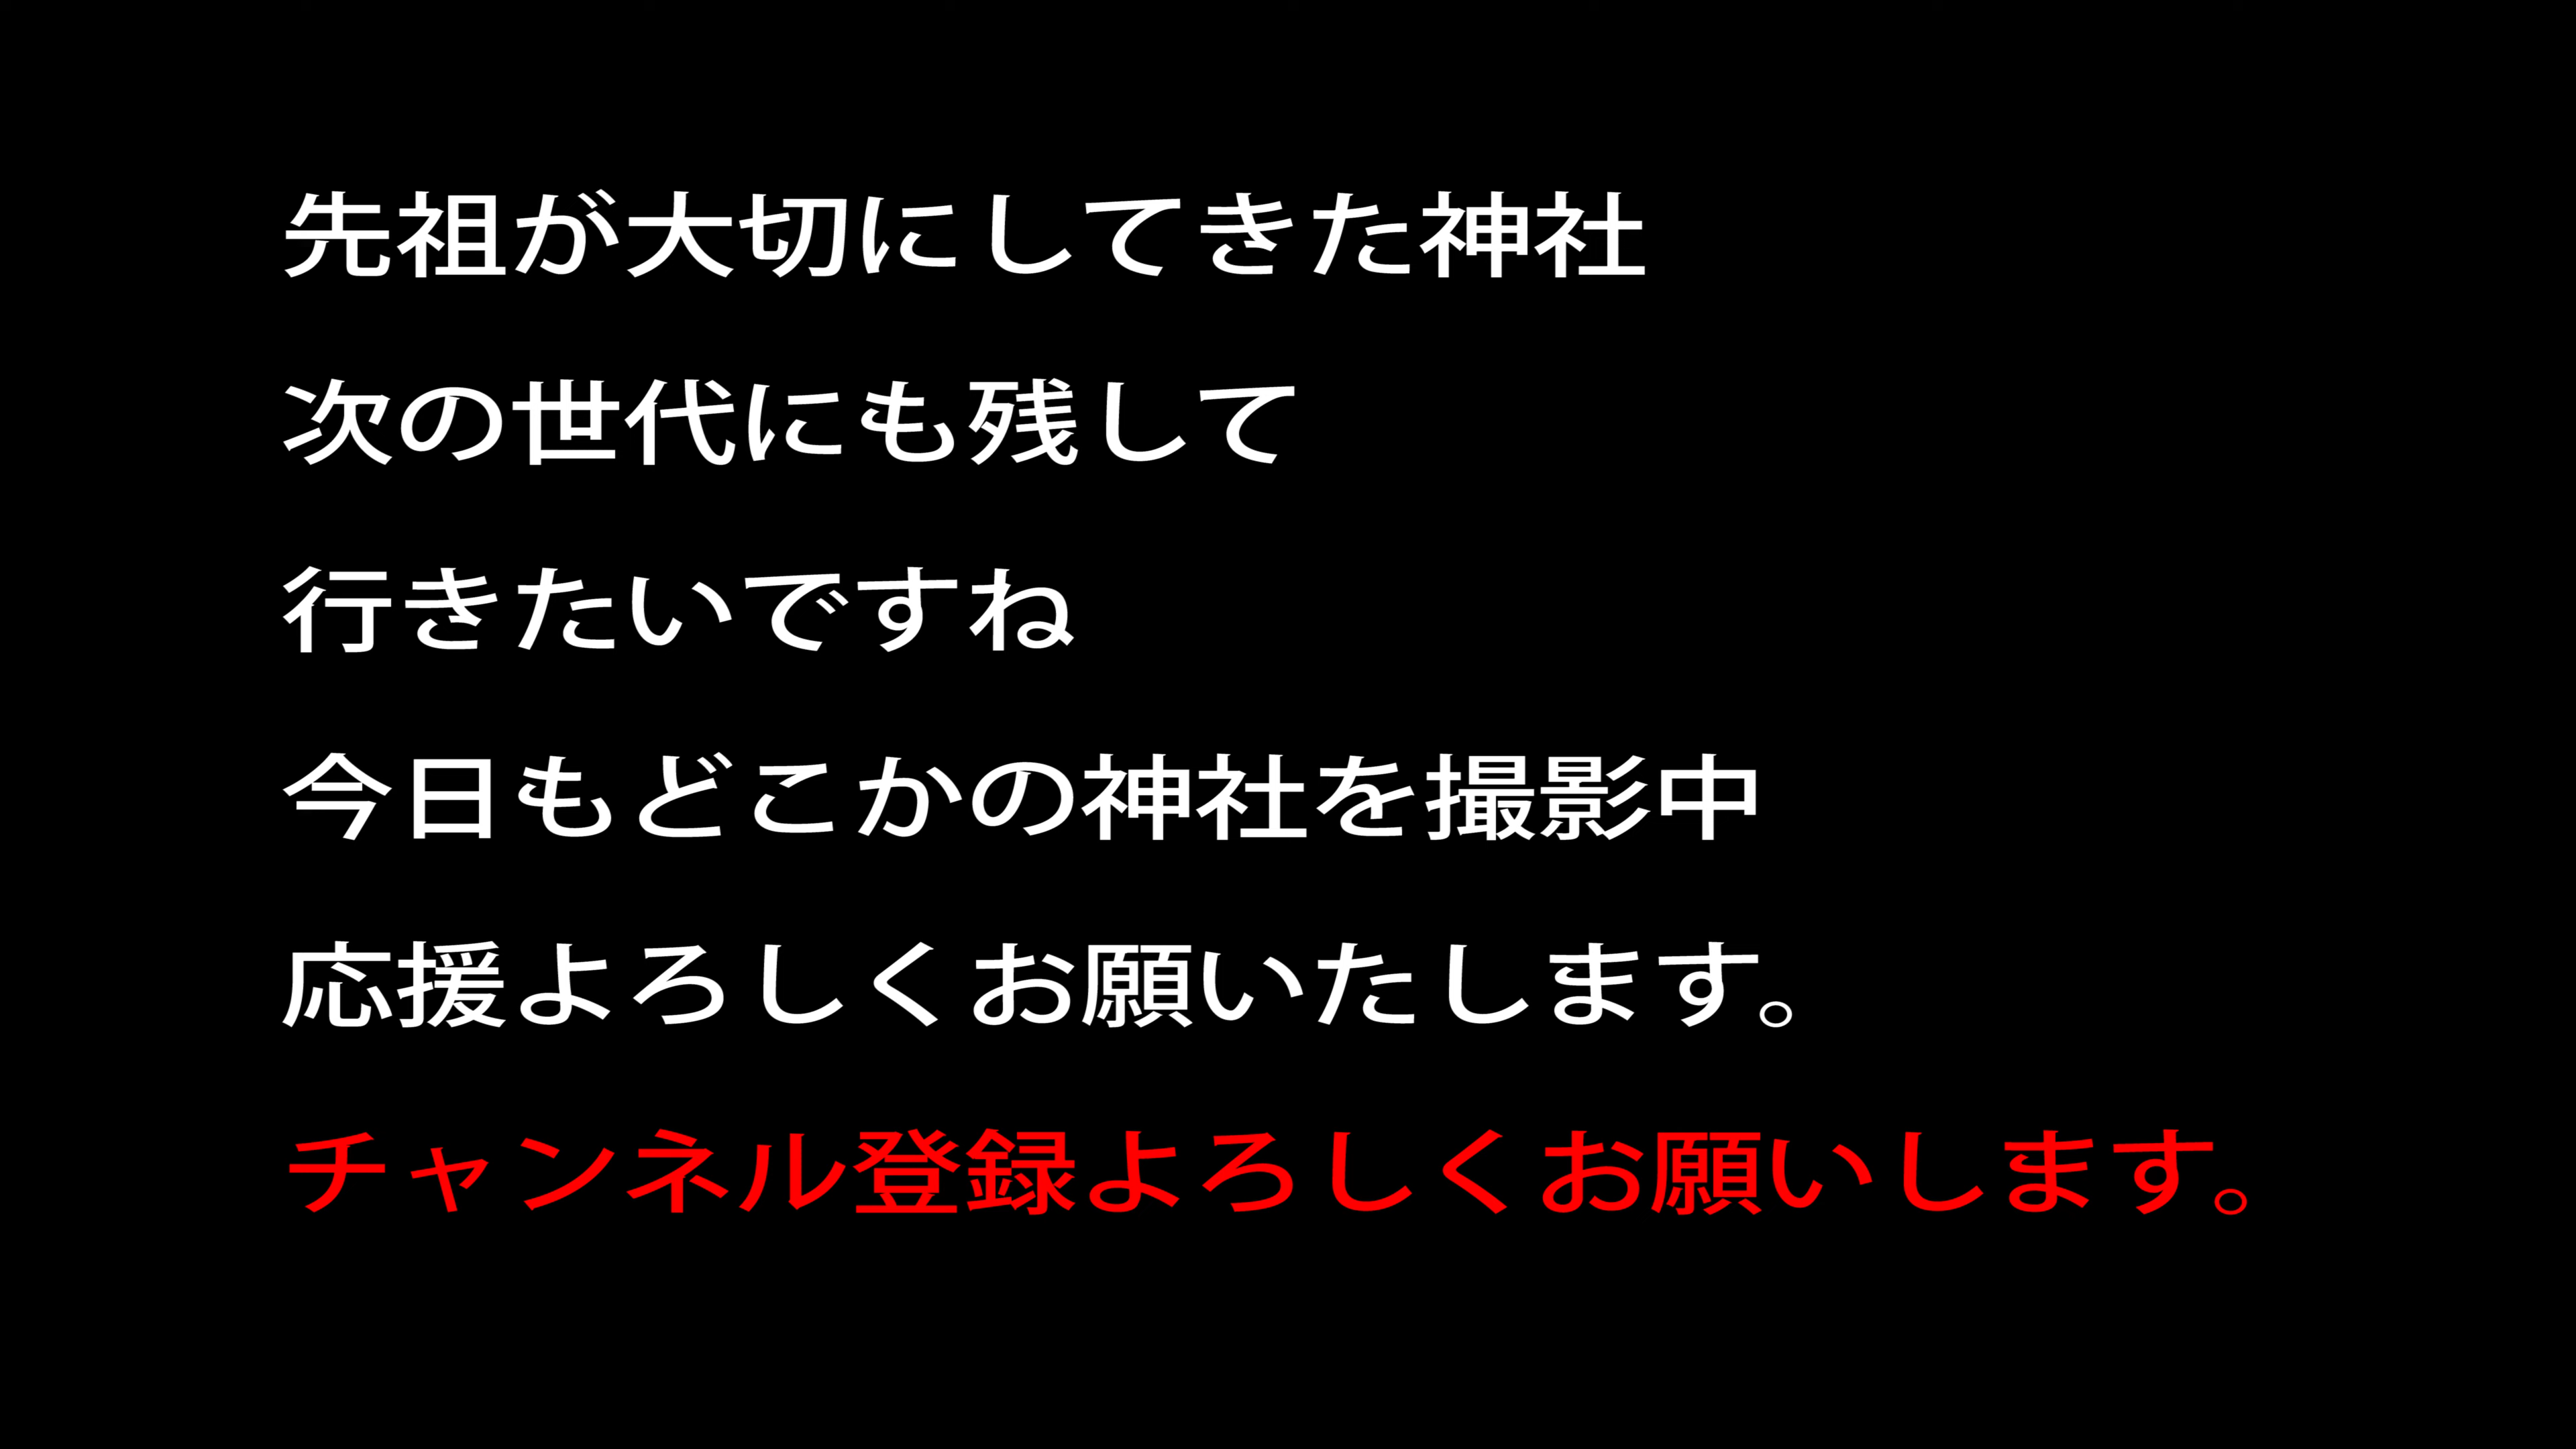 先祖が大切にしてきた神社
次の世代にも残して
行きたいですね
今日もどこかの神社を撮影中
応援よろしくお願いたします。
チャンネル登録よろしくお願いします。